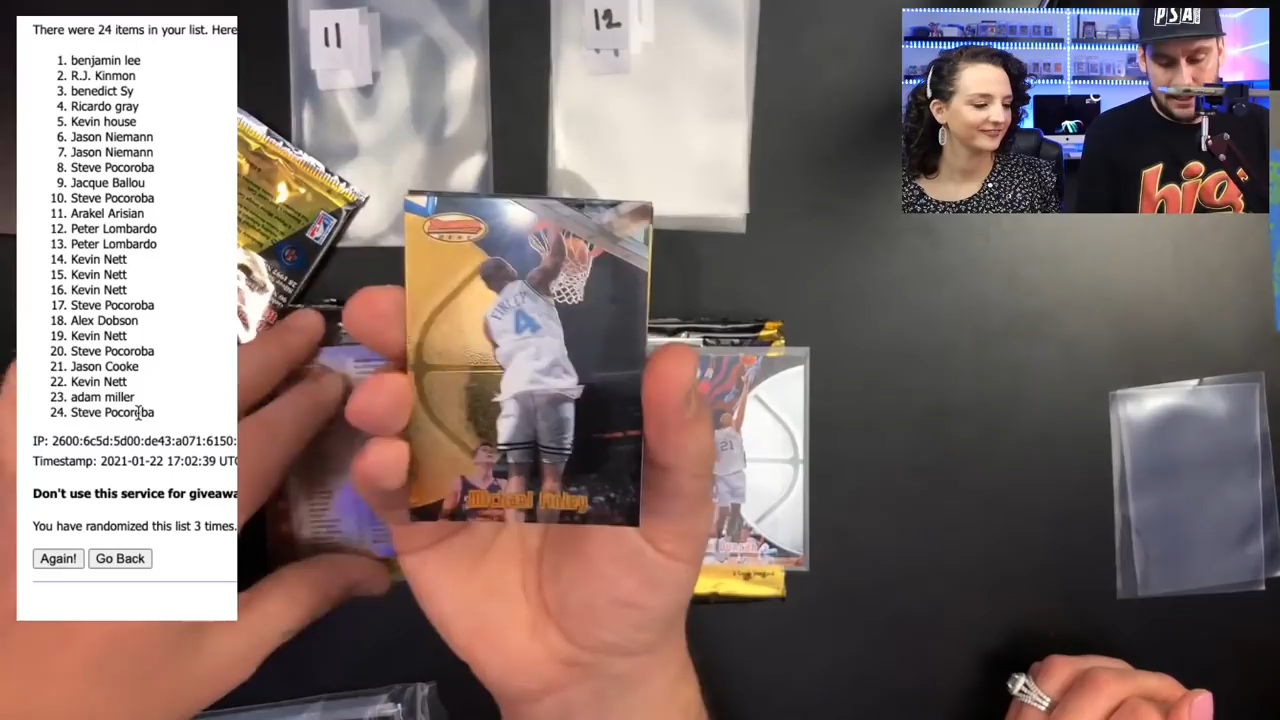 There were 24 items in your list. Here
1. benjamin lee
2. R.J. Kinmon
3. benedict Sy
4. Ricardo gray
5. Kevin house
6. Jason Niemann
7. Jason Niemann
8. Steve Pocoroba
9. Jacque Ballou
10. Steve Pocoroba
11. Arakel Arisian
12. Peter Lombardo
13. Peter Lombardo
14. Kevin Nett
15. Kevin Nett
16. Kevin Nett
17. Steve Pocoroba
18. Alex Dobson
19. Kevin Nett
20. Steve Pocoroba
21. Jason Cooke
22. Kevin Nett
23. adam miller
24. Steve Pocoroba
IP: 2600:6c5d:5d00:de43:a071:6150:
Timestamp: 2021-01-22 17:02:39 UTC
Don't use this service for giveawa
You have randomized this list 3 times.
Again! Go Back
11
12
PSA
big
FINLEY
4
Michael Finley
21